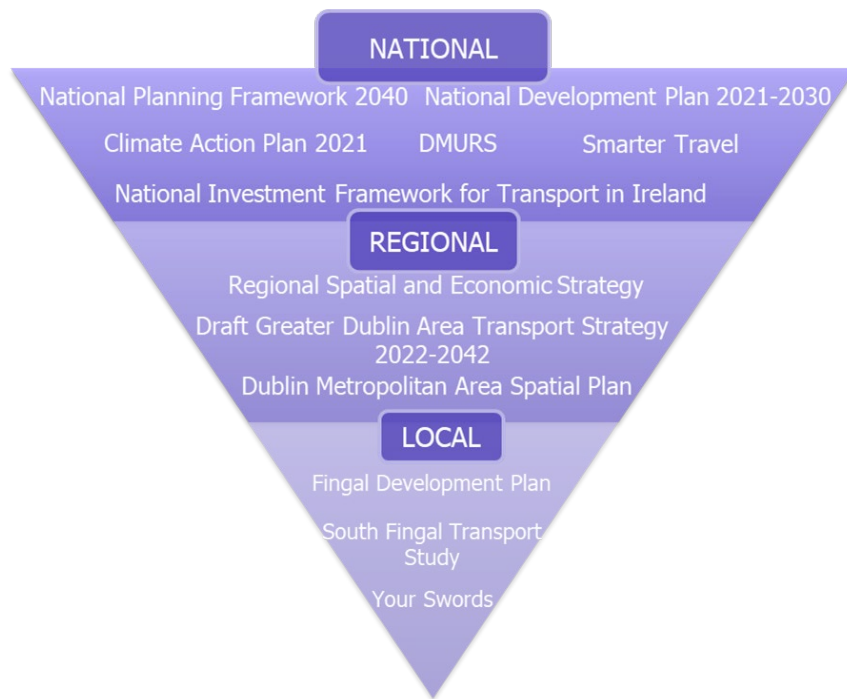 NATIONAL
National Planning Framework 2040 National Development Plan 2021-2030
Climate Action Plan 2021 DMURS Smarter Travel
National Investment Framework for Transport in Ireland
REGIONAL
Regional Spatial and Economic Strategy
Draft Greater Dublin Area Transport Strategy
2022-2042
Dublin Metropolitan Area Spatial Plan
LOCAL
Fingal Development Plan
South Fingal Transport
Study
Your Swords